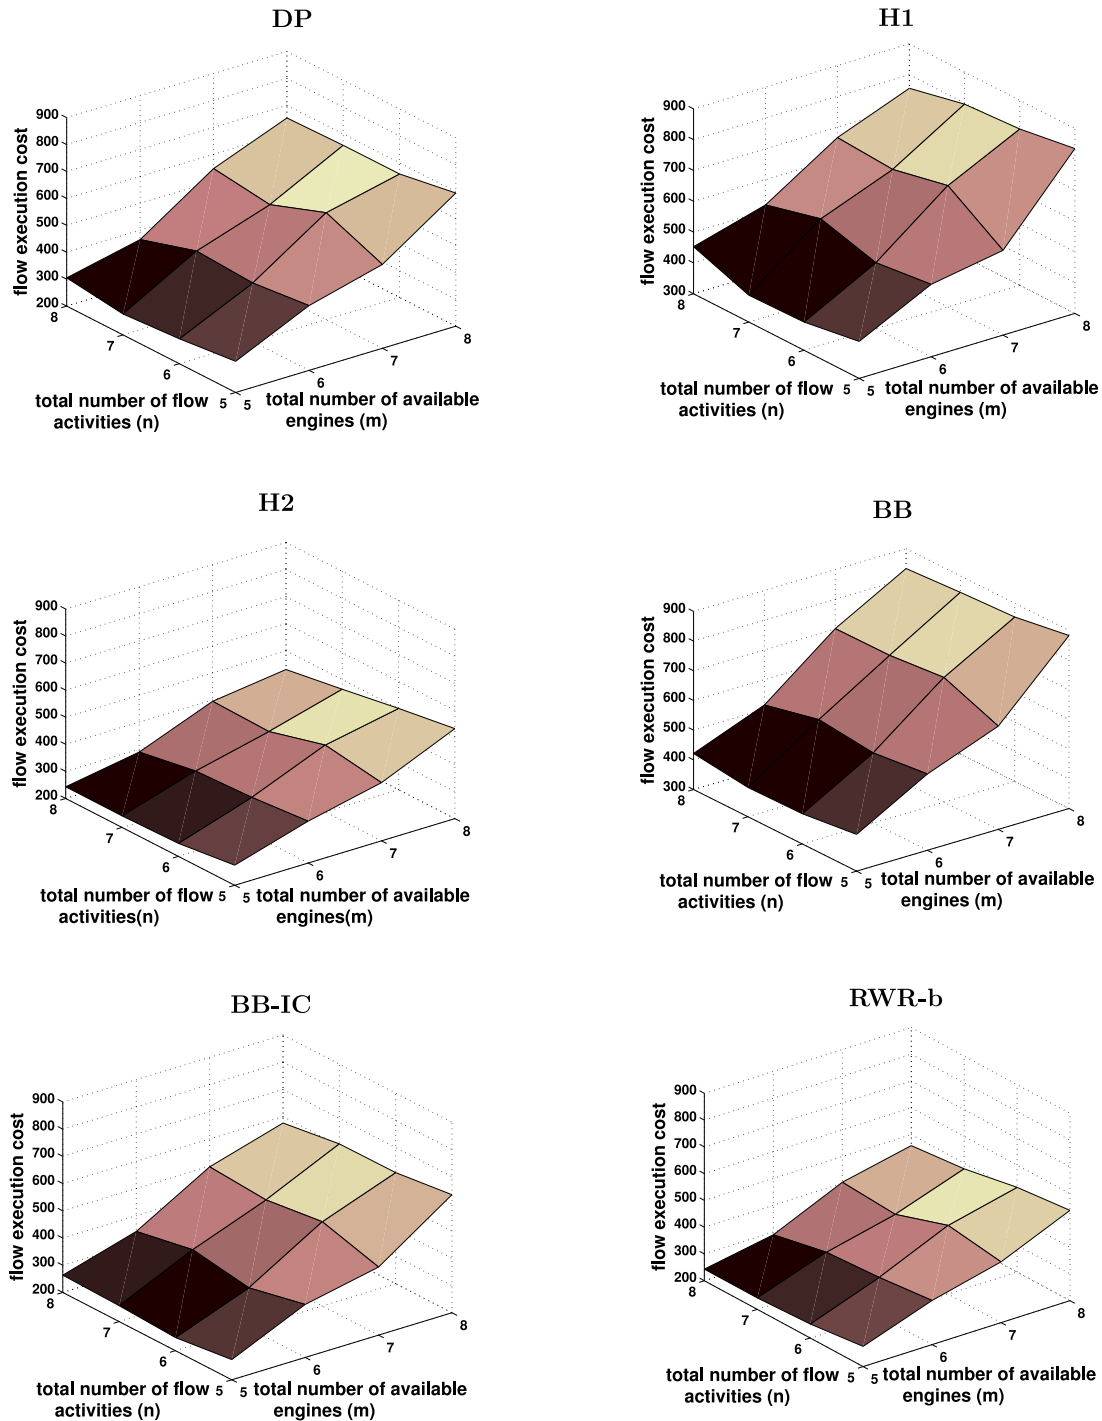 DP
900
800
700
600
500
400
300
200
flow execution cost
8
7
6
5
5
6
7
8
total number of flow
activities (n)
total number of available
engines (m)
H1
900
800
700
600
500
400
300
flow execution cost
8
7
6
5
5
6
7
8
total number of flow
activities (n)
total number of available
engines (m)
H2
900
800
700
600
500
400
300
200
flow execution cost
8
7
6
5
5
6
7
8
total number of flow
activities(n)
total number of available
engines(m)
BB
900
800
700
600
500
400
300
flow execution cost
8
7
6
5
5
6
7
8
total number of flow
activities (n)
total number of available
engines (m)
BB-IC
900
800
700
600
500
400
300
200
flow execution cost
8
7
6
5
5
6
7
8
total number of flow
activities (n)
total number of available
engines (m)
RWR-b
900
800
700
600
500
400
300
200
flow execution cost
8
7
6
5
5
6
7
8
total number of flow
activities (n)
total number of available
engines (m)